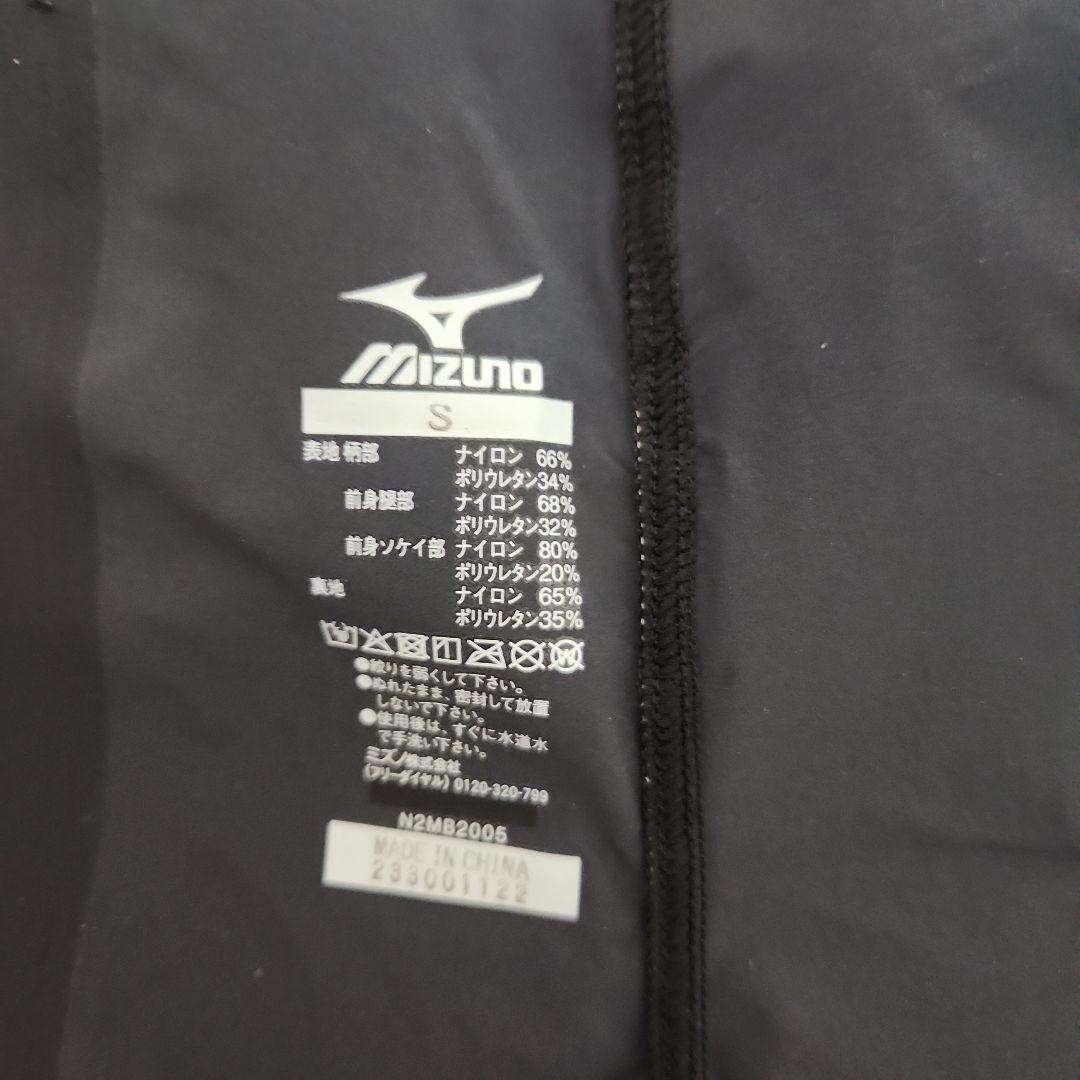 MIZUNO
S
表地 柄部 ナイロン 66%
ポリウレタン34%
前身腿部 ナイロン 68%
ポリウレタン32%
前身ソケイ部 ナイロン 80%
ポリウレタン20%
裏地 ナイロン 65%
ポリウレタン35%
●絞りを弱くして下さい。
●ぬれたまま、密封して放置
しないで下さい。
●使用後は、すぐに水道水
で手洗い下さい。
ミズノ株式会社
(フリーダイヤル) 0120-320-799
N2MB2005
MADE IN CHINA
233001122